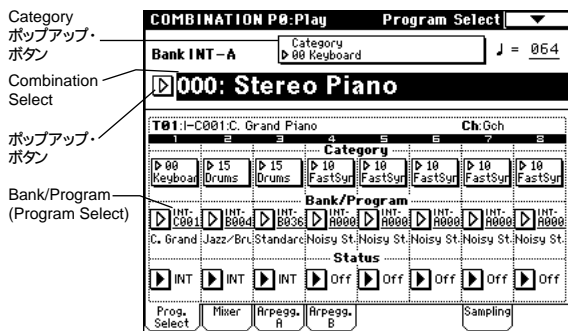 Category
ポップアップ・
ボタン
Combination
Select
ポップアップ・
ボタン
Bank/Program
(Program Select)
COMBINATION P0:Play Program Select
Bank INT-A
Category
00 Keyboard
♩ = 064
000: Stereo Piano
T01:I-C001:C. Grand Piano Ch:Gch
1 2 3 4 5 6 7 8
Category
00 15 15 10 10 10 10 10
Keyboar Drums Drums FastSyn FastSyn FastSyn FastSyn FastSyn
Bank/Program
INT- INT- INT- INT- INT- INT- INT- INT-
C001 B004 B036 A000 A000 A000 A000 A000
C. Grand Jazz/Bru Standard Noisy St. Noisy St. Noisy St. Noisy St. Noisy St.
Status
INT INT INT Off Off Off Off Off
Prog. Select Mixer Arpegg. A Arpegg. B Sampling